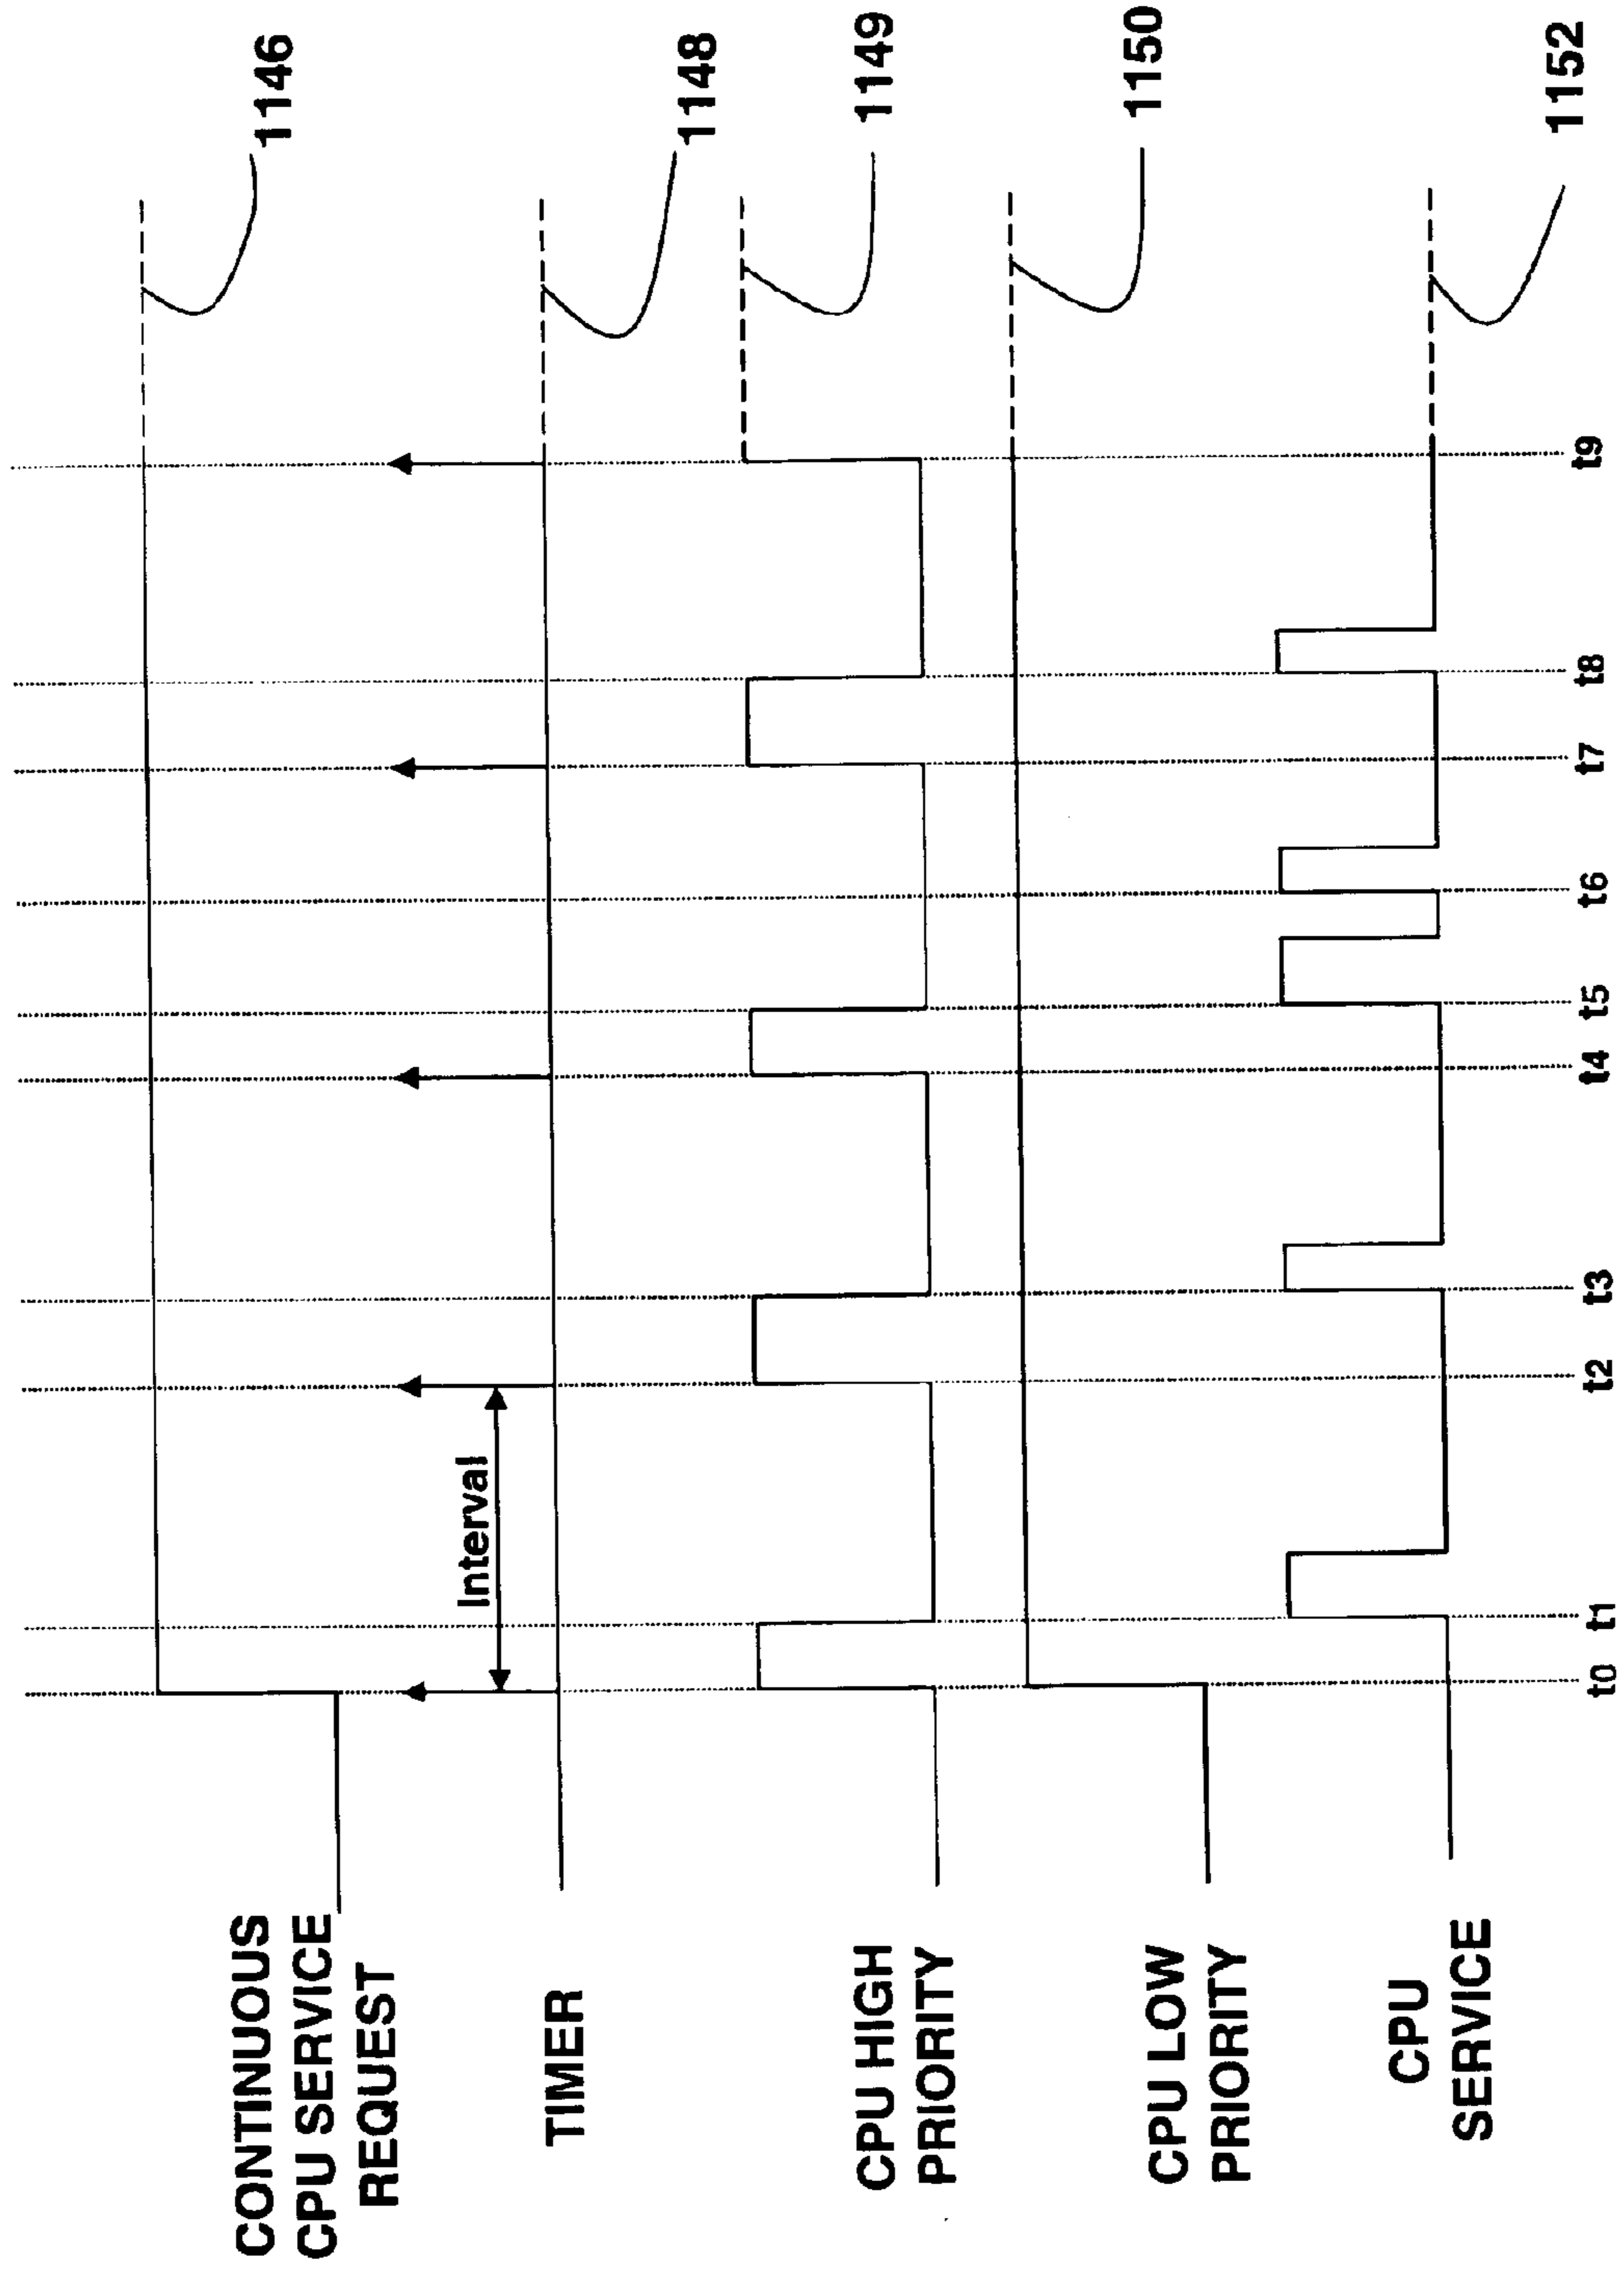 CONTINUOUS
CPU SERVICE
REQUEST
1146
Interval
TIMER
1148
CPU HIGH
PRIORITY
1149
CPU LOW
PRIORITY
1150
CPU
SERVICE
1152
t0 t1 t2 t3 t4 t5 t6 t7 t8 t9